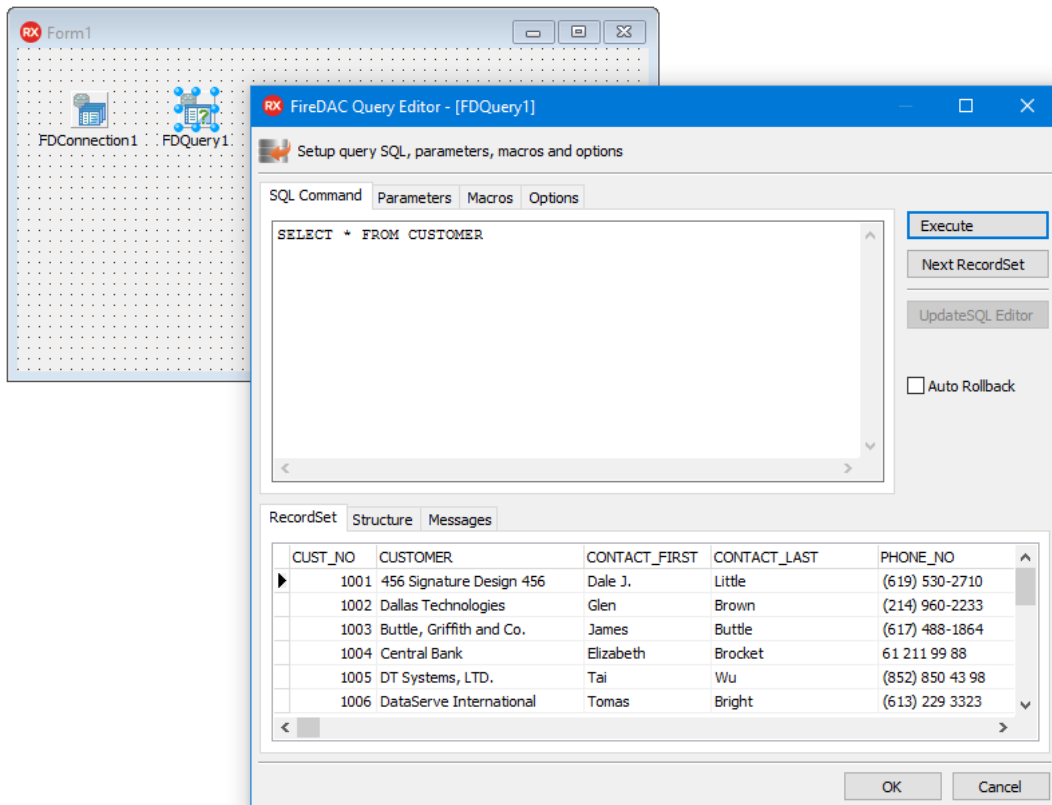 RX Form1
FDConnection1 FDQuery1
RX FireDAC Query Editor - [FDQuery1]
Setup query SQL, parameters, macros and options
SQL Command Parameters Macros Options
SELECT * FROM CUSTOMER
Execute
Next RecordSet
UpdateSQL Editor
Auto Rollback
RecordSet Structure Messages
CUST_NO CUSTOMER CONTACT_FIRST CONTACT_LAST PHONE_NO
1001 456 Signature Design 456 Dale J. Little (619) 530-2710
1002 Dallas Technologies Glen Brown (214) 960-2233
1003 Buttle, Griffith and Co. James Buttle (617) 488-1864
1004 Central Bank Elizabeth Brocket 61 211 99 88
1005 DT Systems, LTD. Tai Wu (852) 850 43 98
1006 DataServe International Tomas Bright (613) 229 3323
OK Cancel